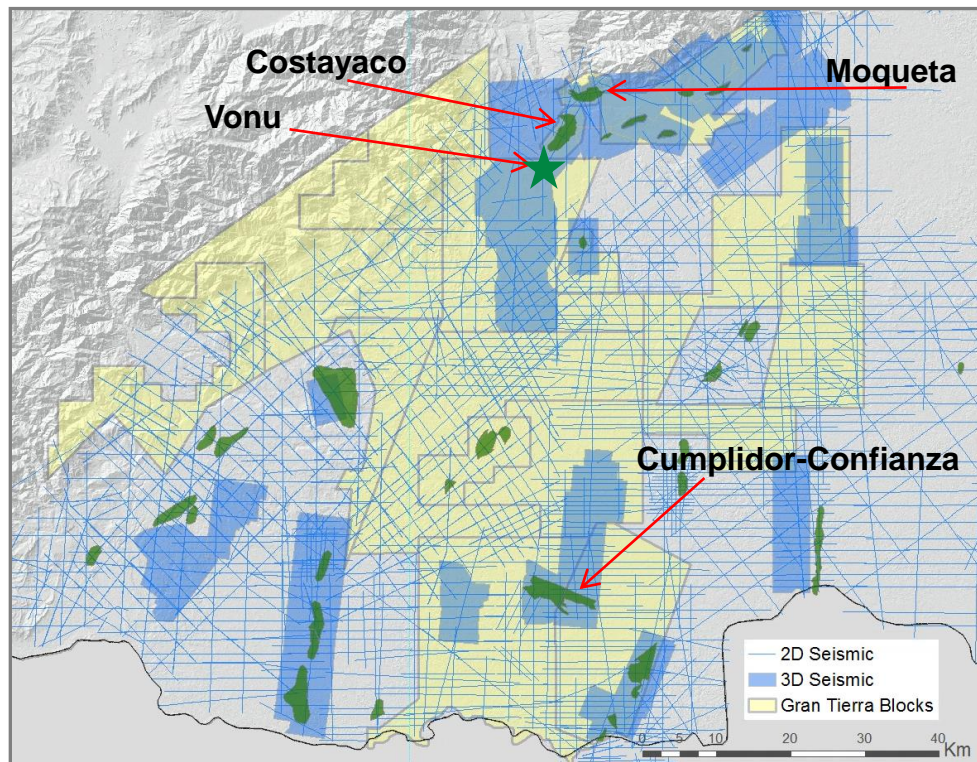 Costayaco
Moqueta
Vonu
Cumplidor-Confianza
2D Seismic
3D Seismic
Gran Tierra Blocks
0 5 10 20 30 40
Km